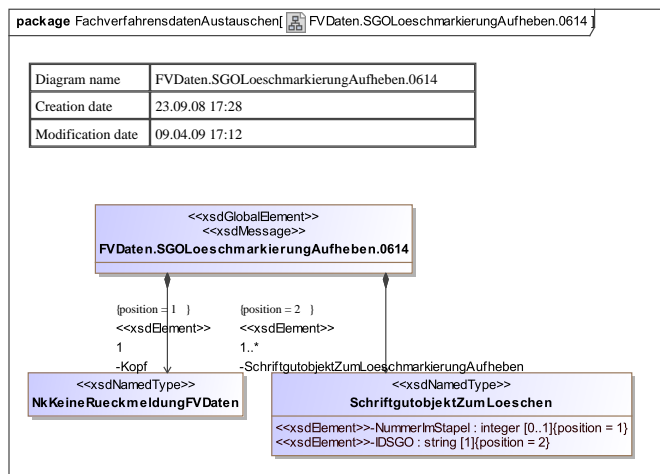 package FachverfahrensdatenAustauschen[ FVDaten.SGOLoeschmarkierungAufheben.0614 ]
Diagram name FVDaten.SGOLoeschmarkierungAufheben.0614
Creation date 23.09.08 17:28
Modification date 09.04.09 17:12
<<xsdGlobalElement>>
<<xsdMessage>>
FVDaten.SGOLoeschmarkierungAufheben.0614
{position = 1 }
<<xsdElement>>
1
-Kopf
{position = 2 }
<<xsdElement>>
1..*
-SchriftgutobjektZumLoeschmarkierungAufheben
<<xsdNamedType>>
NkKeineRueckmeldungFVDaten
<<xsdNamedType>>
SchriftgutobjektZumLoeschen
<<xsdElement>>-NummerImStapel : integer [0..1]{position = 1}
<<xsdElement>>-IDSGO : string [1]{position = 2}